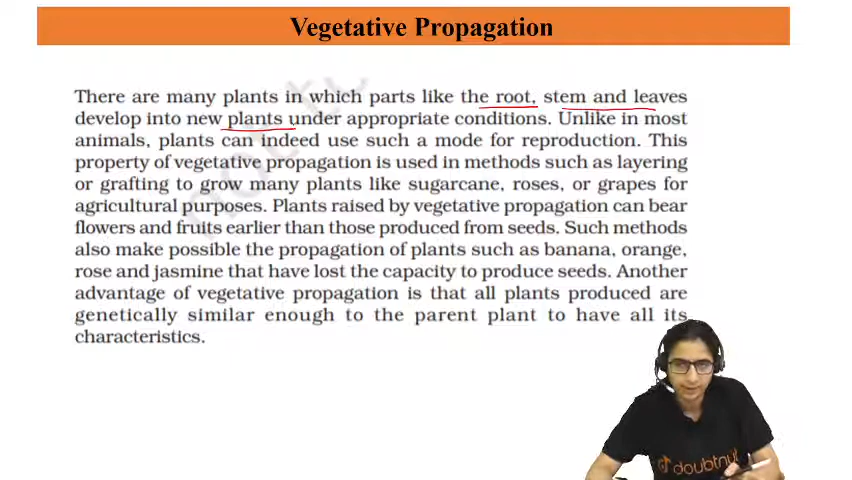 Vegetative Propagation
There are many plants in which parts like the root, stem and leaves
develop into new plants under appropriate conditions. Unlike in most
animals, plants can indeed use such a mode for reproduction. This
property of vegetative propagation is used in methods such as layering
or grafting to grow many plants like sugarcane, roses, or grapes for
agricultural purposes. Plants raised by vegetative propagation can bear
flowers and fruits earlier than those produced from seeds. Such methods
also make possible the propagation of plants such as banana, orange,
rose and jasmine that have lost the capacity to produce seeds. Another
advantage of vegetative propagation is that all plants produced are
genetically similar enough to the parent plant to have all its
characteristics.
doubtnut